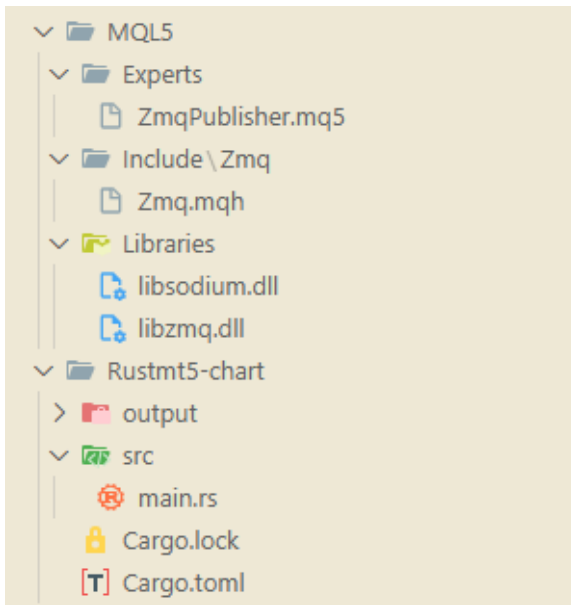 MQL5
Experts
ZmqPublisher.mq5
Include\Zmq
Zmq.mqh
Libraries
libsodium.dll
libzmq.dll
Rustmt5-chart
output
src
main.rs
Cargo.lock
[T] Cargo.toml